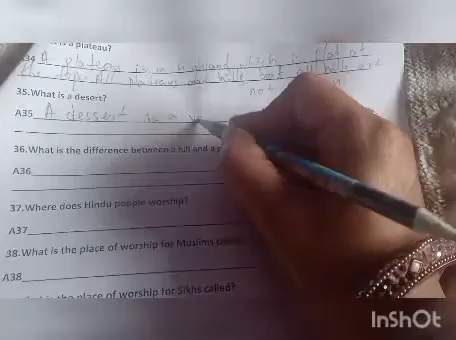 is a plateau?
A34 A plateau is a highland which is flat at
the top. All plateaus are hills but all hills are
not
35.What is a desert?
A35 A dessert is a
36.What is the difference between a hill and a p
A36
37.Where does Hindu people worship?
A37
38.What is the place of worship for Muslims
A38
the place of worship for Sikhs called?
InShOt